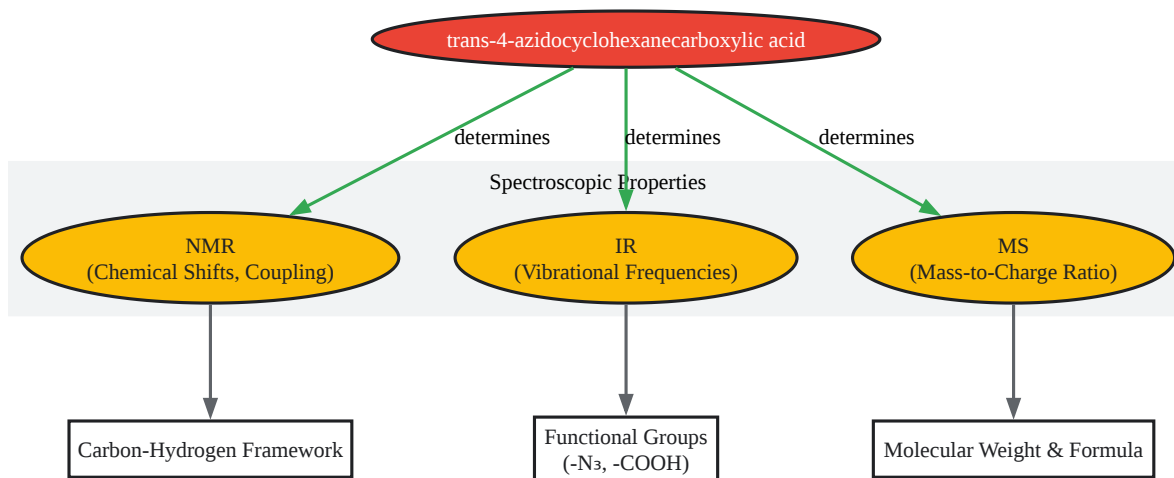 trans-4-azidocyclohexanecarboxylic acid
determines
determines
determines
Spectroscopic Properties
NMR
(Chemical Shifts, Coupling)
IR
(Vibrational Frequencies)
MS
(Mass-to-Charge Ratio)
Carbon-Hydrogen Framework
Functional Groups
(-N₃, -COOH)
Molecular Weight & Formula